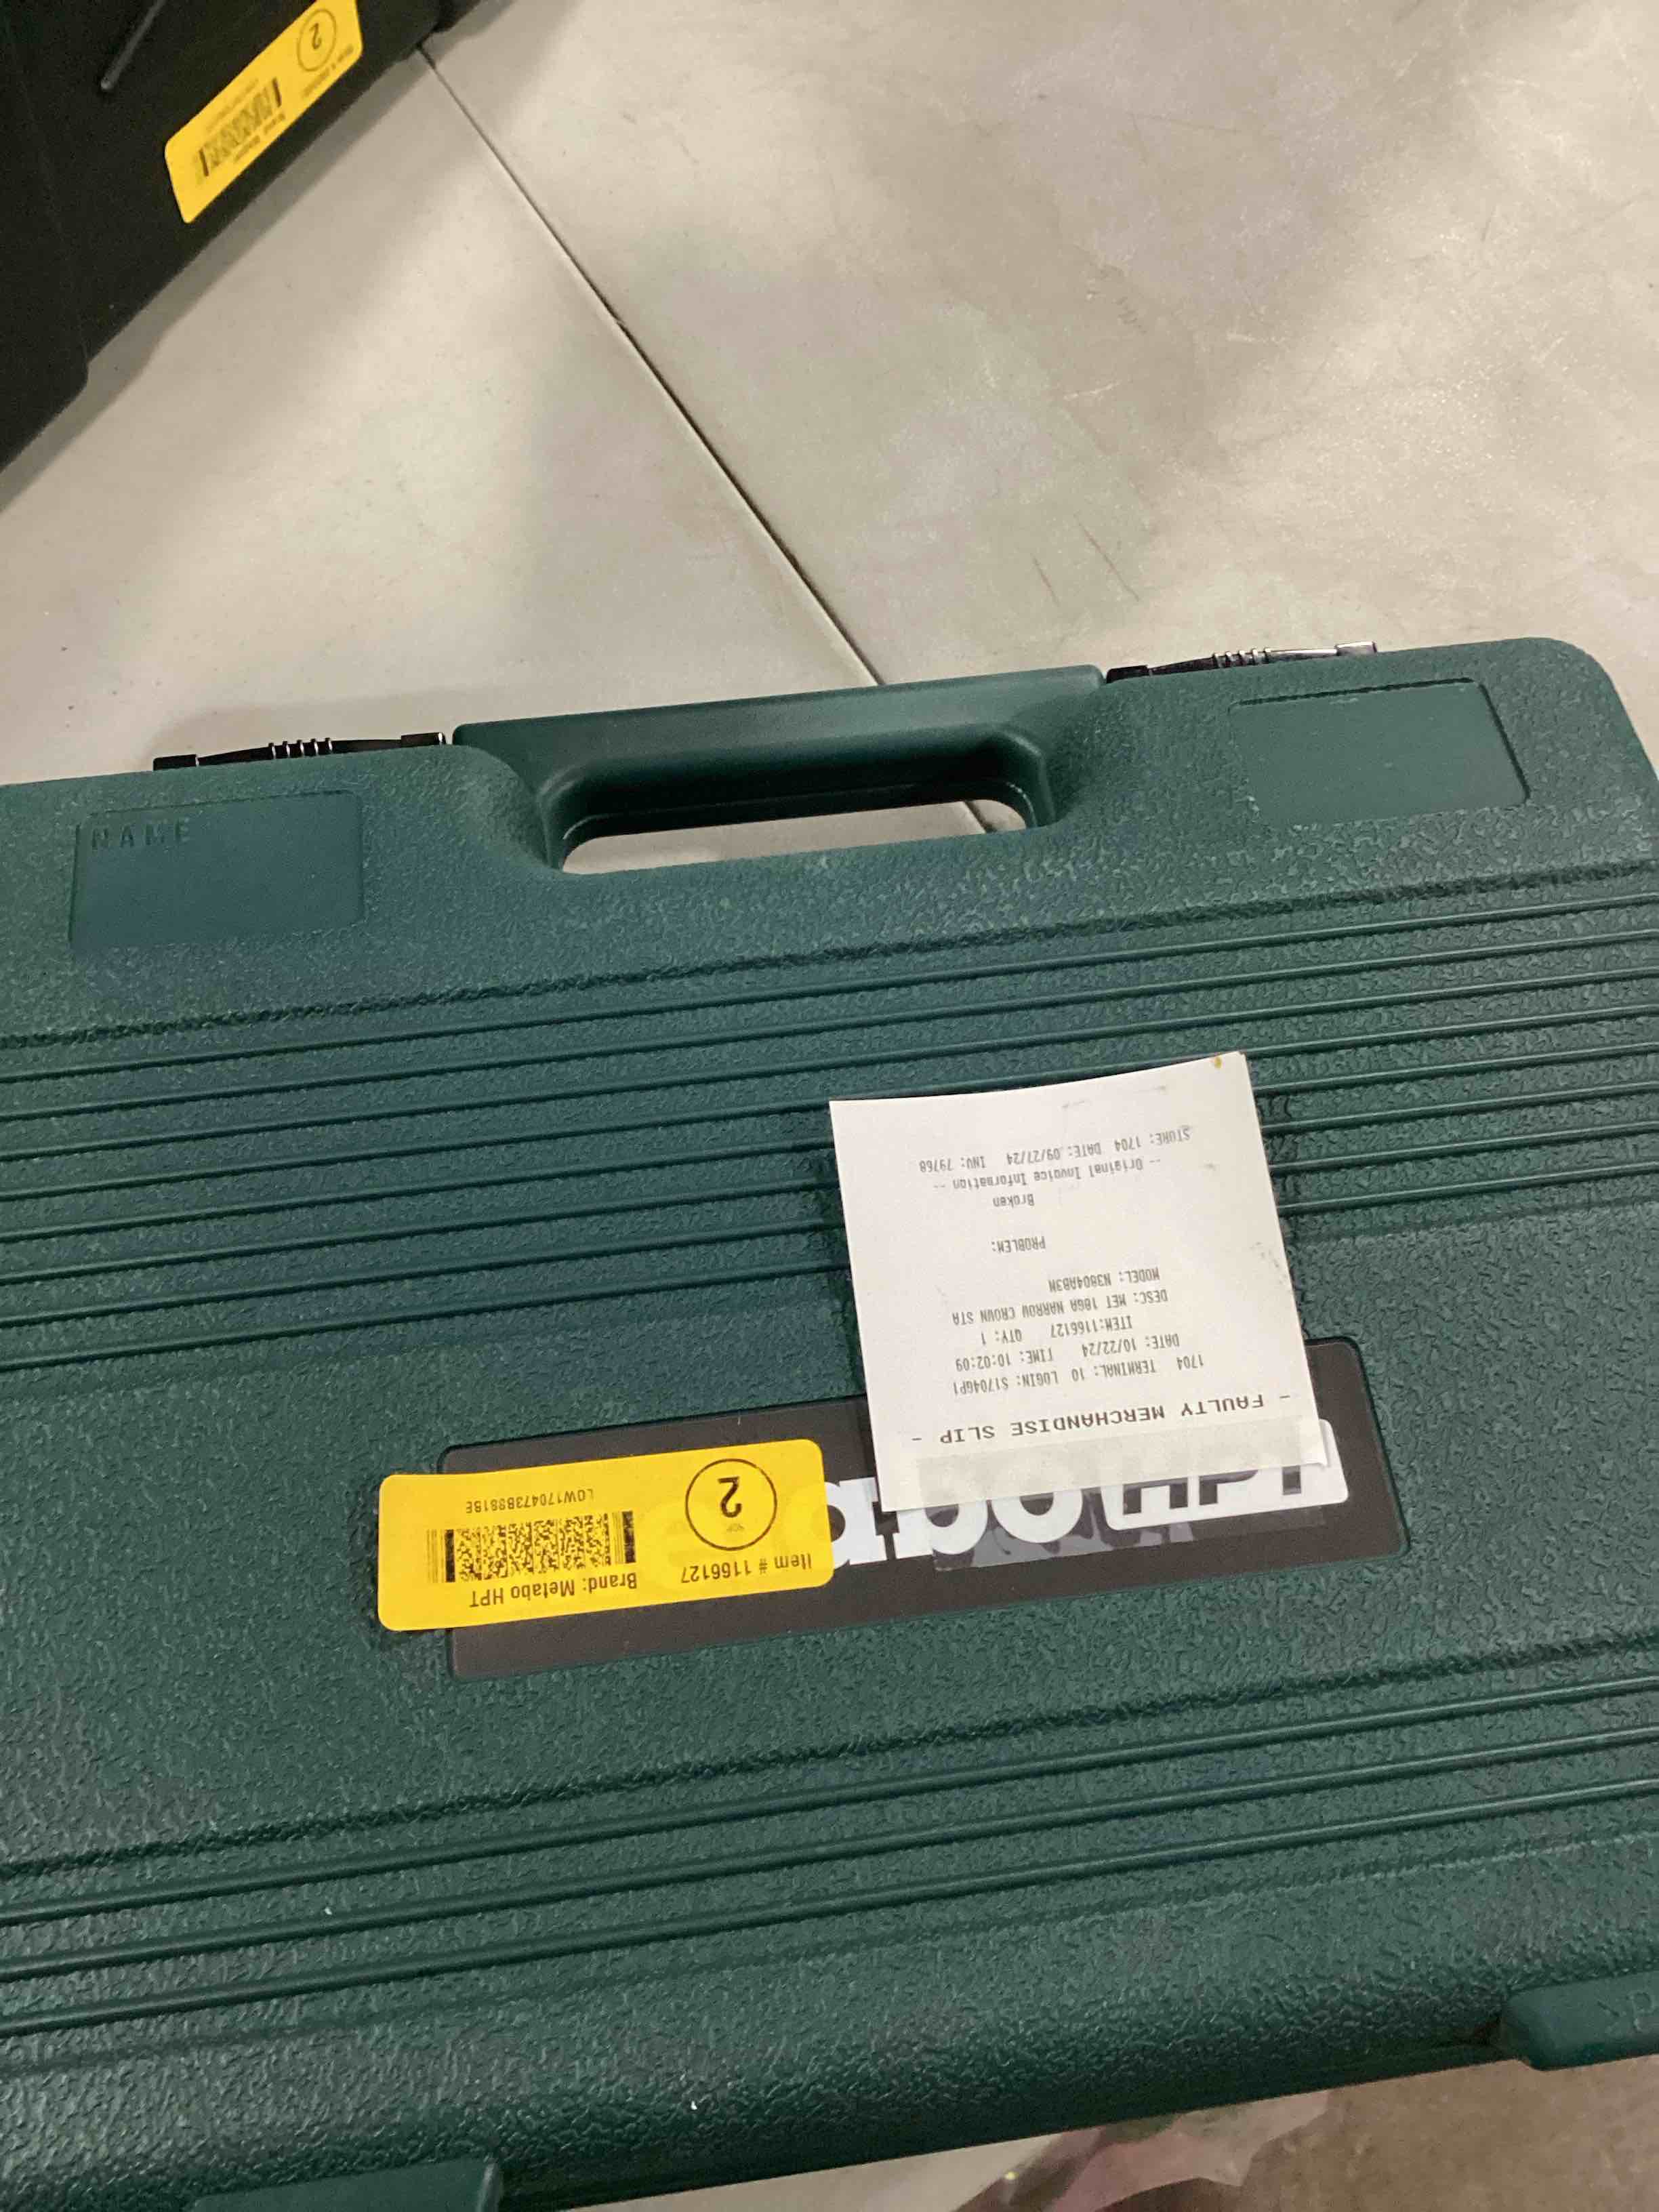 NAME
- FAULTY MERCHANDISE SLIP -
1704 TERMINAL: 10 LOGIN: S1704GP1
DATE: 10/22/24 TIME: 10:02:09
ITEM:1166127 QTY: 1
DESC: MET 18GA NARROW CROWN STA
MODEL: N3804AB3M
PROBLEM:
Broken
-- Original Invoice Information --
STORE: 1704 DATE: 09/27/24 INV: 79768
Brand: Metabo HPT
Item # 1166127
LOW170473B9S1BE
2
2